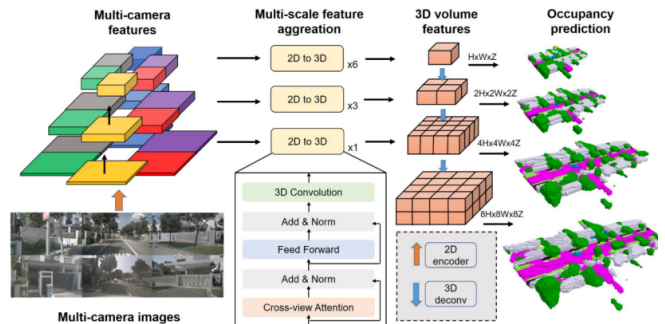 Multi-camera
features
Multi-scale feature
aggreation
3D volume
features
Occupancy
prediction
2D to 3D
x6
HxWxZ
2D to 3D
x3
2Hx2Wx2Z
2D to 3D
x1
4Hx4Wx4Z
3D Convolution
Add & Norm
Feed Forward
Add & Norm
Cross-view Attention
8Hx8Wx8Z
2D
encoder
3D
deconv
Multi-camera images